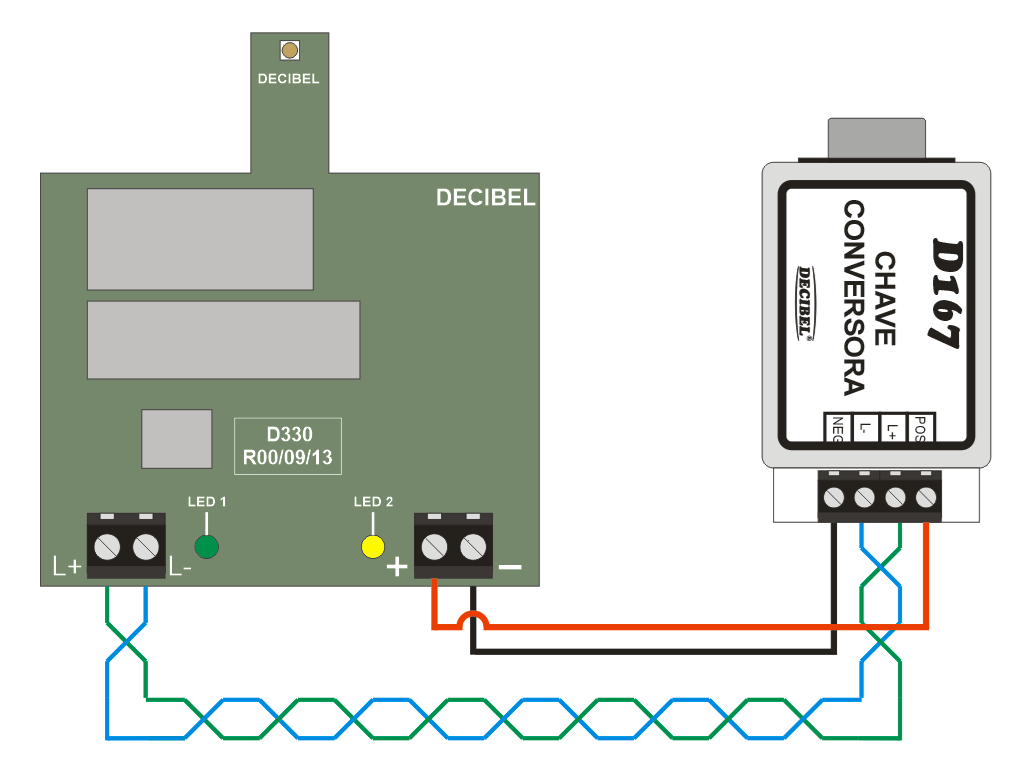 DECIBEL
DECIBEL
D330
R00/09/13
LED 1
LED 2
L+
L-
+
−
D167
CHAVE
CONVERSORA
DECIBEL®
NEG
L-
L+
POS